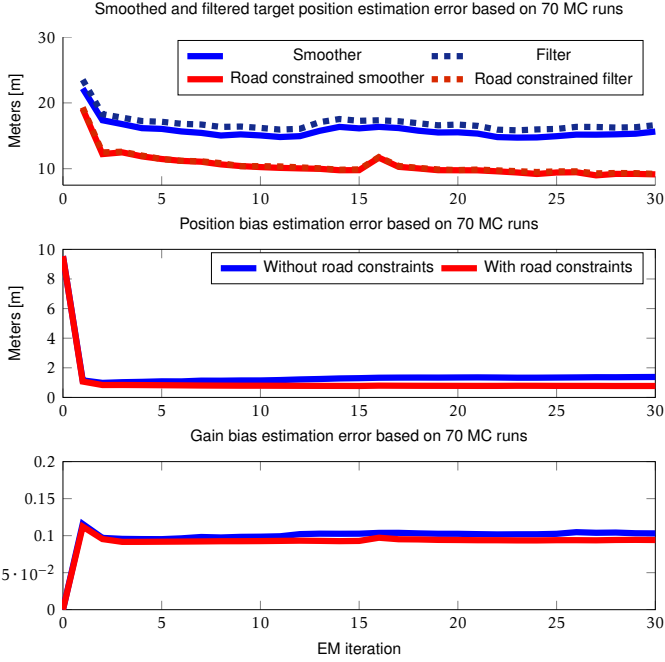 Smoothed and filtered target position estimation error based on 70 MC runs
30
20
10
Meters [m]
Smoother
Filter
Road constrained smoother
Road constrained filter
0 5 10 15 20 25 30
Position bias estimation error based on 70 MC runs
10
8
6
4
2
0
Meters [m]
Without road constraints
With road constraints
0 5 10 15 20 25 30
Gain bias estimation error based on 70 MC runs
0.2
0.15
0.1
5 · 10⁻²
0
0 5 10 15 20 25 30
EM iteration